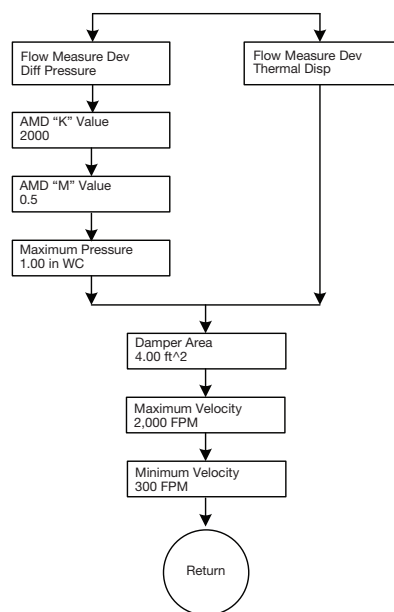 Flow Measure Dev
Diff Pressure
Flow Measure Dev
Thermal Disp
AMD “K” Value
2000
AMD “M” Value
0.5
Maximum Pressure
1.00 in WC
Damper Area
4.00 ft^2
Maximum Velocity
2,000 FPM
Minimum Velocity
300 FPM
Return